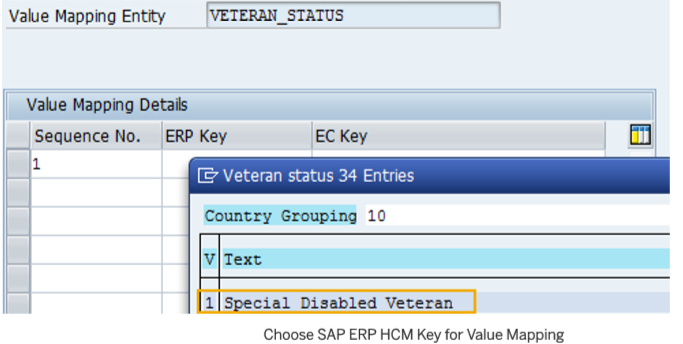 Value Mapping Entity VETERAN_STATUS
Value Mapping Details
Sequence No. ERP Key EC Key
1
Veteran status 34 Entries
Country Grouping 10
V Text
1 Special Disabled Veteran
Choose SAP ERP HCM Key for Value Mapping